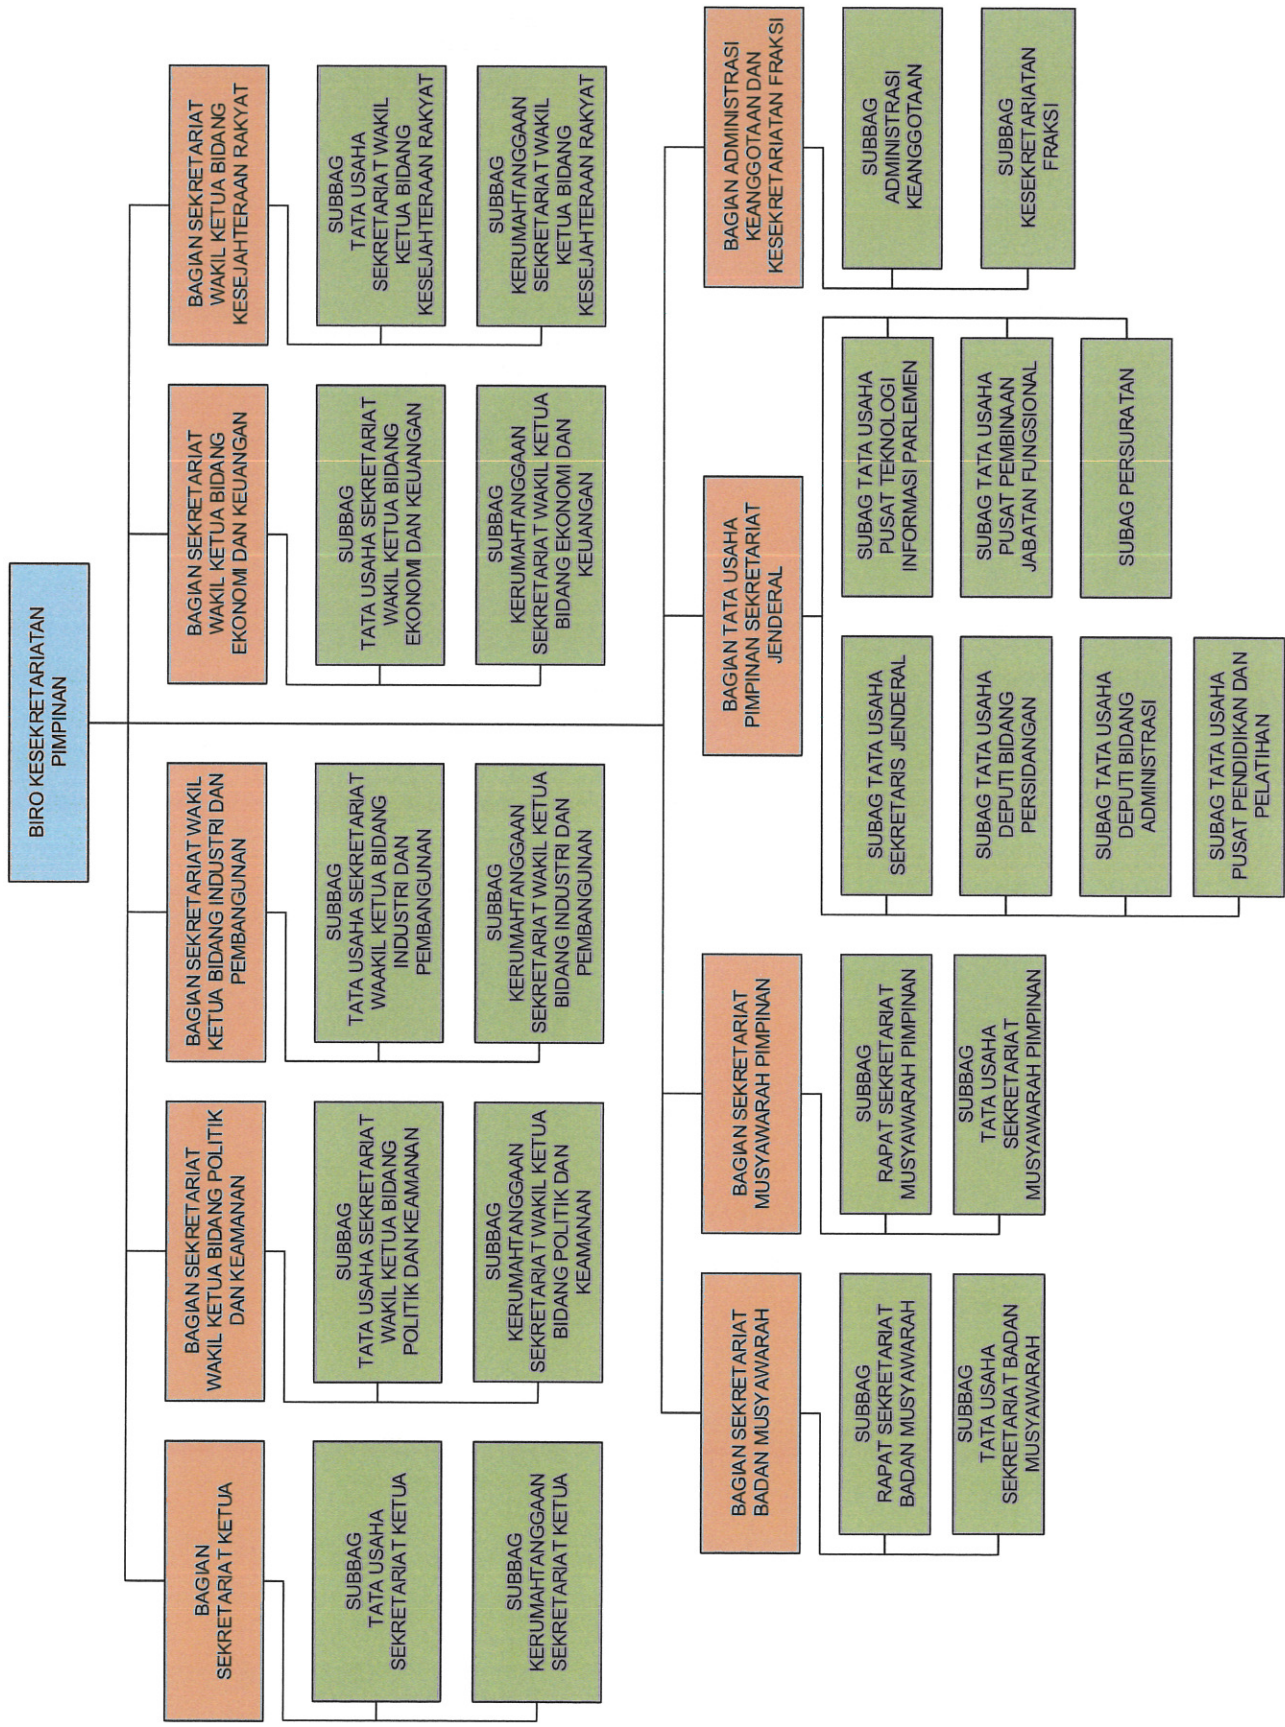 BIRO KESEKRETARIATAN
PIMPINAN
BAGIAN
SEKRETARIAT KETUA
SUBBAG
TATA USAHA
SEKRETARIAT KETUA
SUBBAG
KERUMAHTANGGAAN
SEKRETARIAT KETUA
BAGIAN SEKRETARIAT
WAKIL KETUA BIDANG POLITIK
DAN KEAMANAN
SUBBAG
TATA USAHA SEKRETARIAT
WAKIL KETUA BIDANG
POLITIK DAN KEAMANAN
SUBBAG
KERUMAHTANGGAAN
SEKRETARIAT WAKIL KETUA
BIDANG POLITIK DAN
KEAMANAN
BAGIAN SEKRETARIAT WAKIL
KETUA BIDANG INDUSTRI DAN
PEMBANGUNAN
SUBBAG
TATA USAHA SEKRETARIAT
WAAKIL KETUA BIDANG
INDUSTRI DAN
PEMBANGUNAN
SUBBAG
KERUMAHTANGGAAN
SEKRETARIAT WAKIL KETUA
BIDANG INDUSTRI DAN
PEMBANGUNAN
BAGIAN SEKRETARIAT
WAKIL KETUA BIDANG
EKONOMI DAN KEUANGAN
SUBBAG
TATA USAHA SEKRETARIAT
WAKIL KETUA BIDANG
EKONOMI DAN KEUANGAN
SUBBAG
KERUMAHTANGGAAN
SEKRETARIAT WAKIL KETUA
BIDANG EKONOMI DAN
KEUANGAN
BAGIAN SEKRETARIAT
WAKIL KETUA BIDANG
KESEJAHTERAAN RAKYAT
SUBBAG
TATA USAHA
SEKRETARIAT WAKIL
KETUA BIDANG
KESEJAHTERAAN RAKYAT
SUBBAG
KERUMAHTANGGAAN
SEKRETARIAT WAKIL
KETUA BIDANG
KESEJAHTERAAN RAKYAT
BAGIAN SEKRETARIAT
BADAN MUSYAWARAH
SUBBAG
RAPAT SEKRETARIAT
BADAN MUSYAWARAH
SUBBAG
TATA USAHA
SEKRETARIAT BADAN
MUSYAWARAH
BAGIAN SEKRETARIAT
MUSYAWARAH PIMPINAN
SUBBAG
RAPAT SEKRETARIAT
MUSYAWARAH PIMPINAN
SUBBAG
TATA USAHA
SEKRETARIAT
MUSYAWARAH PIMPINAN
BAGIAN TATA USAHA
PIMPINAN SEKRETARIAT
JENDERAL
SUBAG TATA USAHA
SEKRETARIS JENDERAL
SUBAG TATA USAHA
DEPUTI BIDANG
PERSIDANGAN
SUBAG TATA USAHA
DEPUTI BIDANG
ADMINISTRASI
SUBAG TATA USAHA
PUSAT PENDIDIKAN DAN
PELATIHAN
SUBAG TATA USAHA
PUSAT TEKNOLOGI
INFORMASI PARLEMEN
SUBAG TATA USAHA
PUSAT PEMBINAAN
JABATAN FUNGSIONAL
SUBAG PERSURATAN
BAGIAN ADMINISTRASI
KEANGGOTAAN DAN
KESEKRETARIATAN FRAKSI
SUBBAG
ADMINISTRASI
KEANGGOTAAN
SUBBAG
KESEKRETARIATAN
FRAKSI